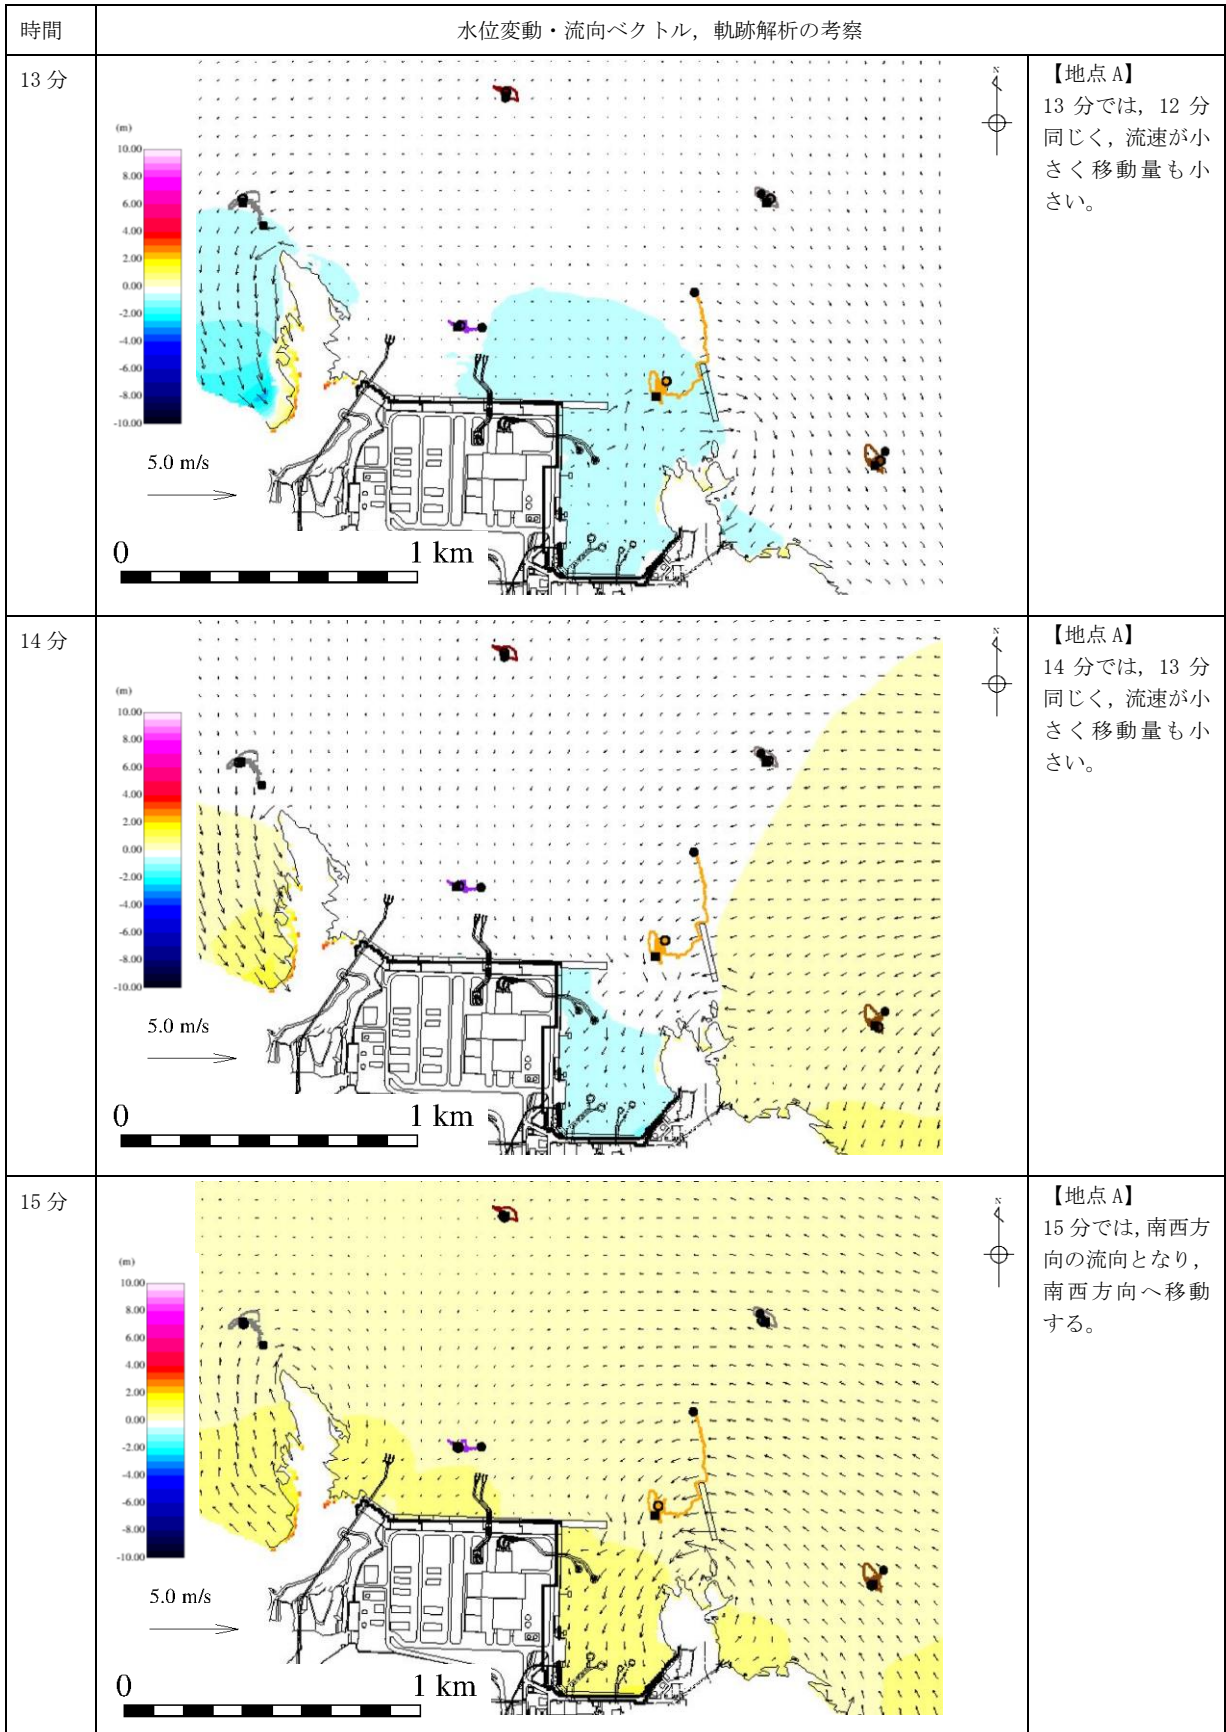 時間
水位変動・流向ベクトル，軌跡解析の考察
13 分
(m)
10.00
8.00
6.00
4.00
2.00
0.00
-2.00
-4.00
-6.00
-8.00
-10.00
5.0 m/s
0
1 km
N
【地点 A】
13 分では，12 分
同じく，流速が小
さく移動量も小
さい。
14 分
(m)
10.00
8.00
6.00
4.00
2.00
0.00
-2.00
-4.00
-6.00
-8.00
-10.00
5.0 m/s
0
1 km
N
【地点 A】
14 分では，13 分
同じく，流速が小
さく移動量も小
さい。
15 分
(m)
10.00
8.00
6.00
4.00
2.00
0.00
-2.00
-4.00
-6.00
-8.00
-10.00
5.0 m/s
0
1 km
N
【地点 A】
15 分では，南西方
向の流向となり，
南西方向へ移動
する。